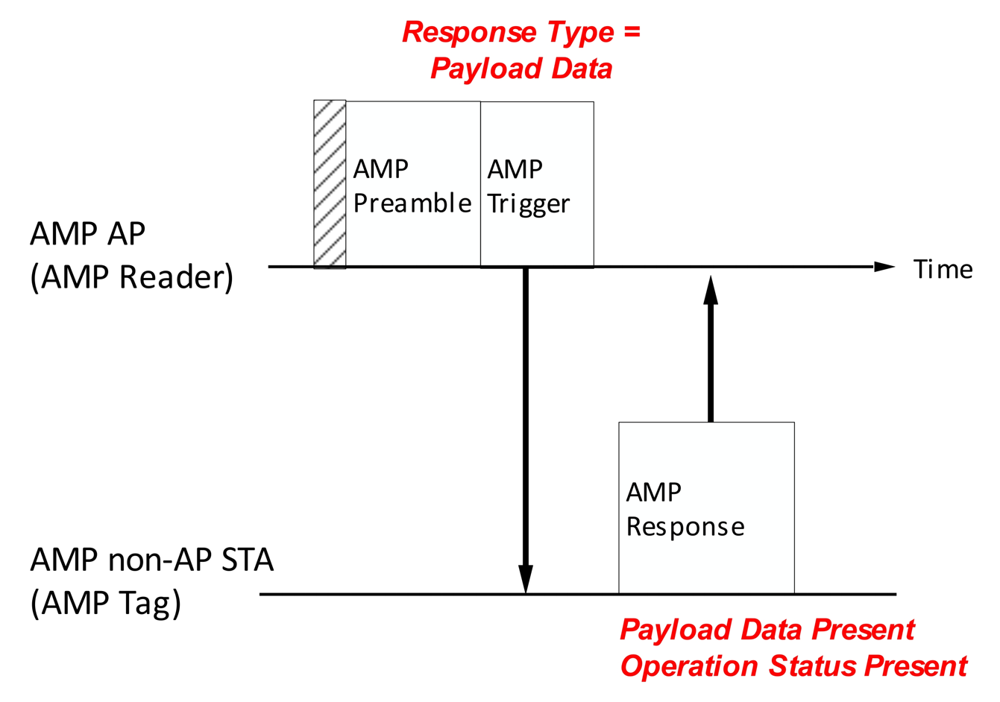 Response Type =
Payload Data
AMP
Preamble
AMP
Trigger
AMP AP
(AMP Reader)
Time
AMP
Response
AMP non-AP STA
(AMP Tag)
Payload Data Present
Operation Status Present